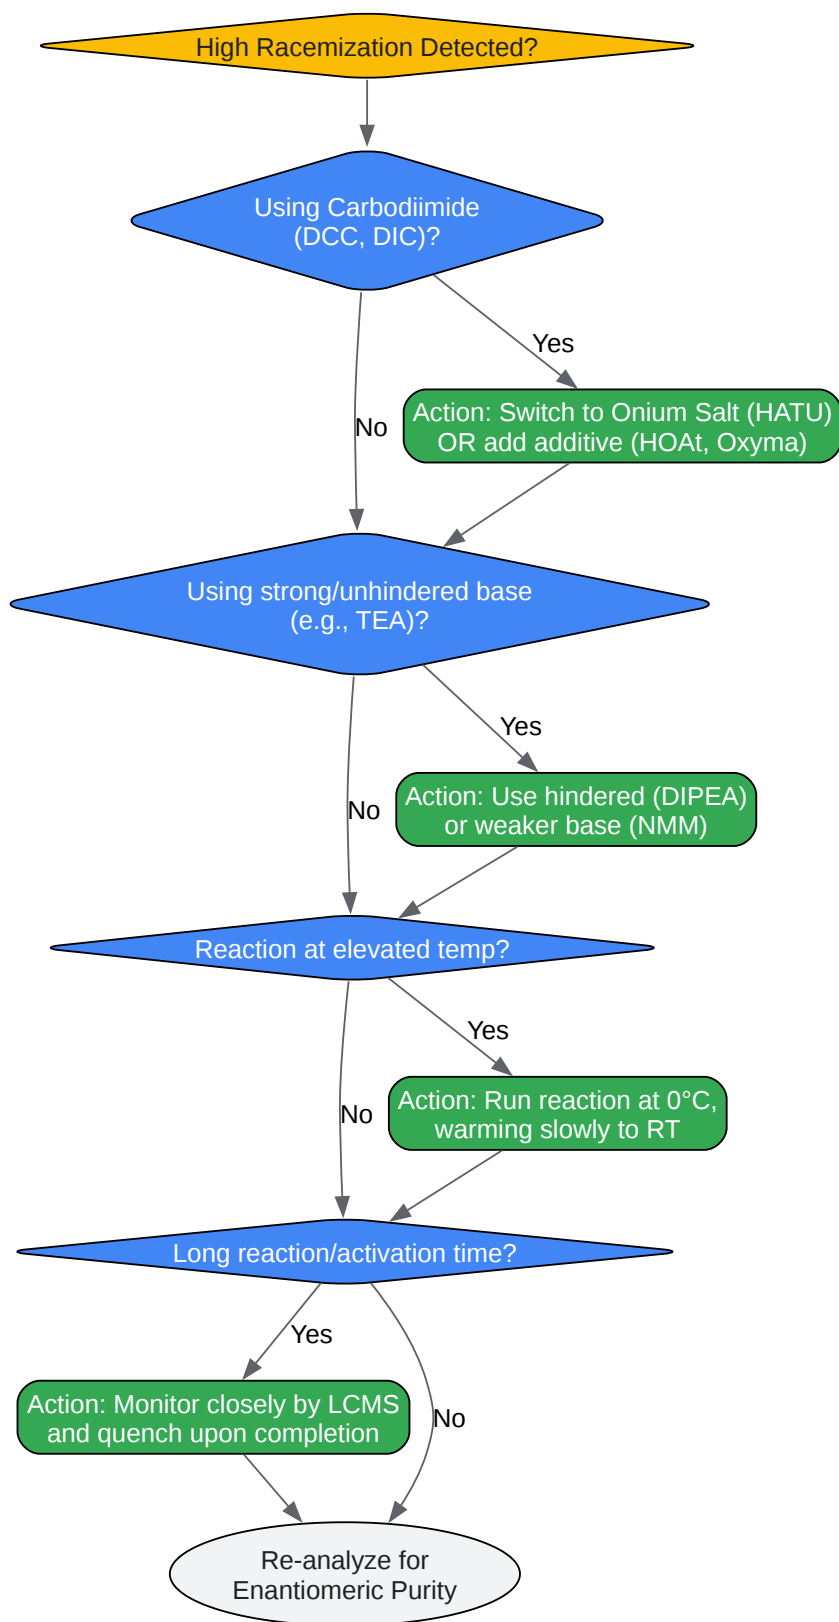 High Racemization Detected?
Using Carbodiimide
(DCC, DIC)?
Yes
No
Action: Switch to Onium Salt (HATU)
OR add additive (HOAt, Oxyma)
Using strong/unhindered base
(e.g., TEA)?
Yes
No
Action: Use hindered (DIPEA)
or weaker base (NMM)
Reaction at elevated temp?
Yes
No
Action: Run reaction at 0°C,
warming slowly to RT
Long reaction/activation time?
Yes
No
Action: Monitor closely by LCMS
and quench upon completion
Re-analyze for
Enantiomeric Purity